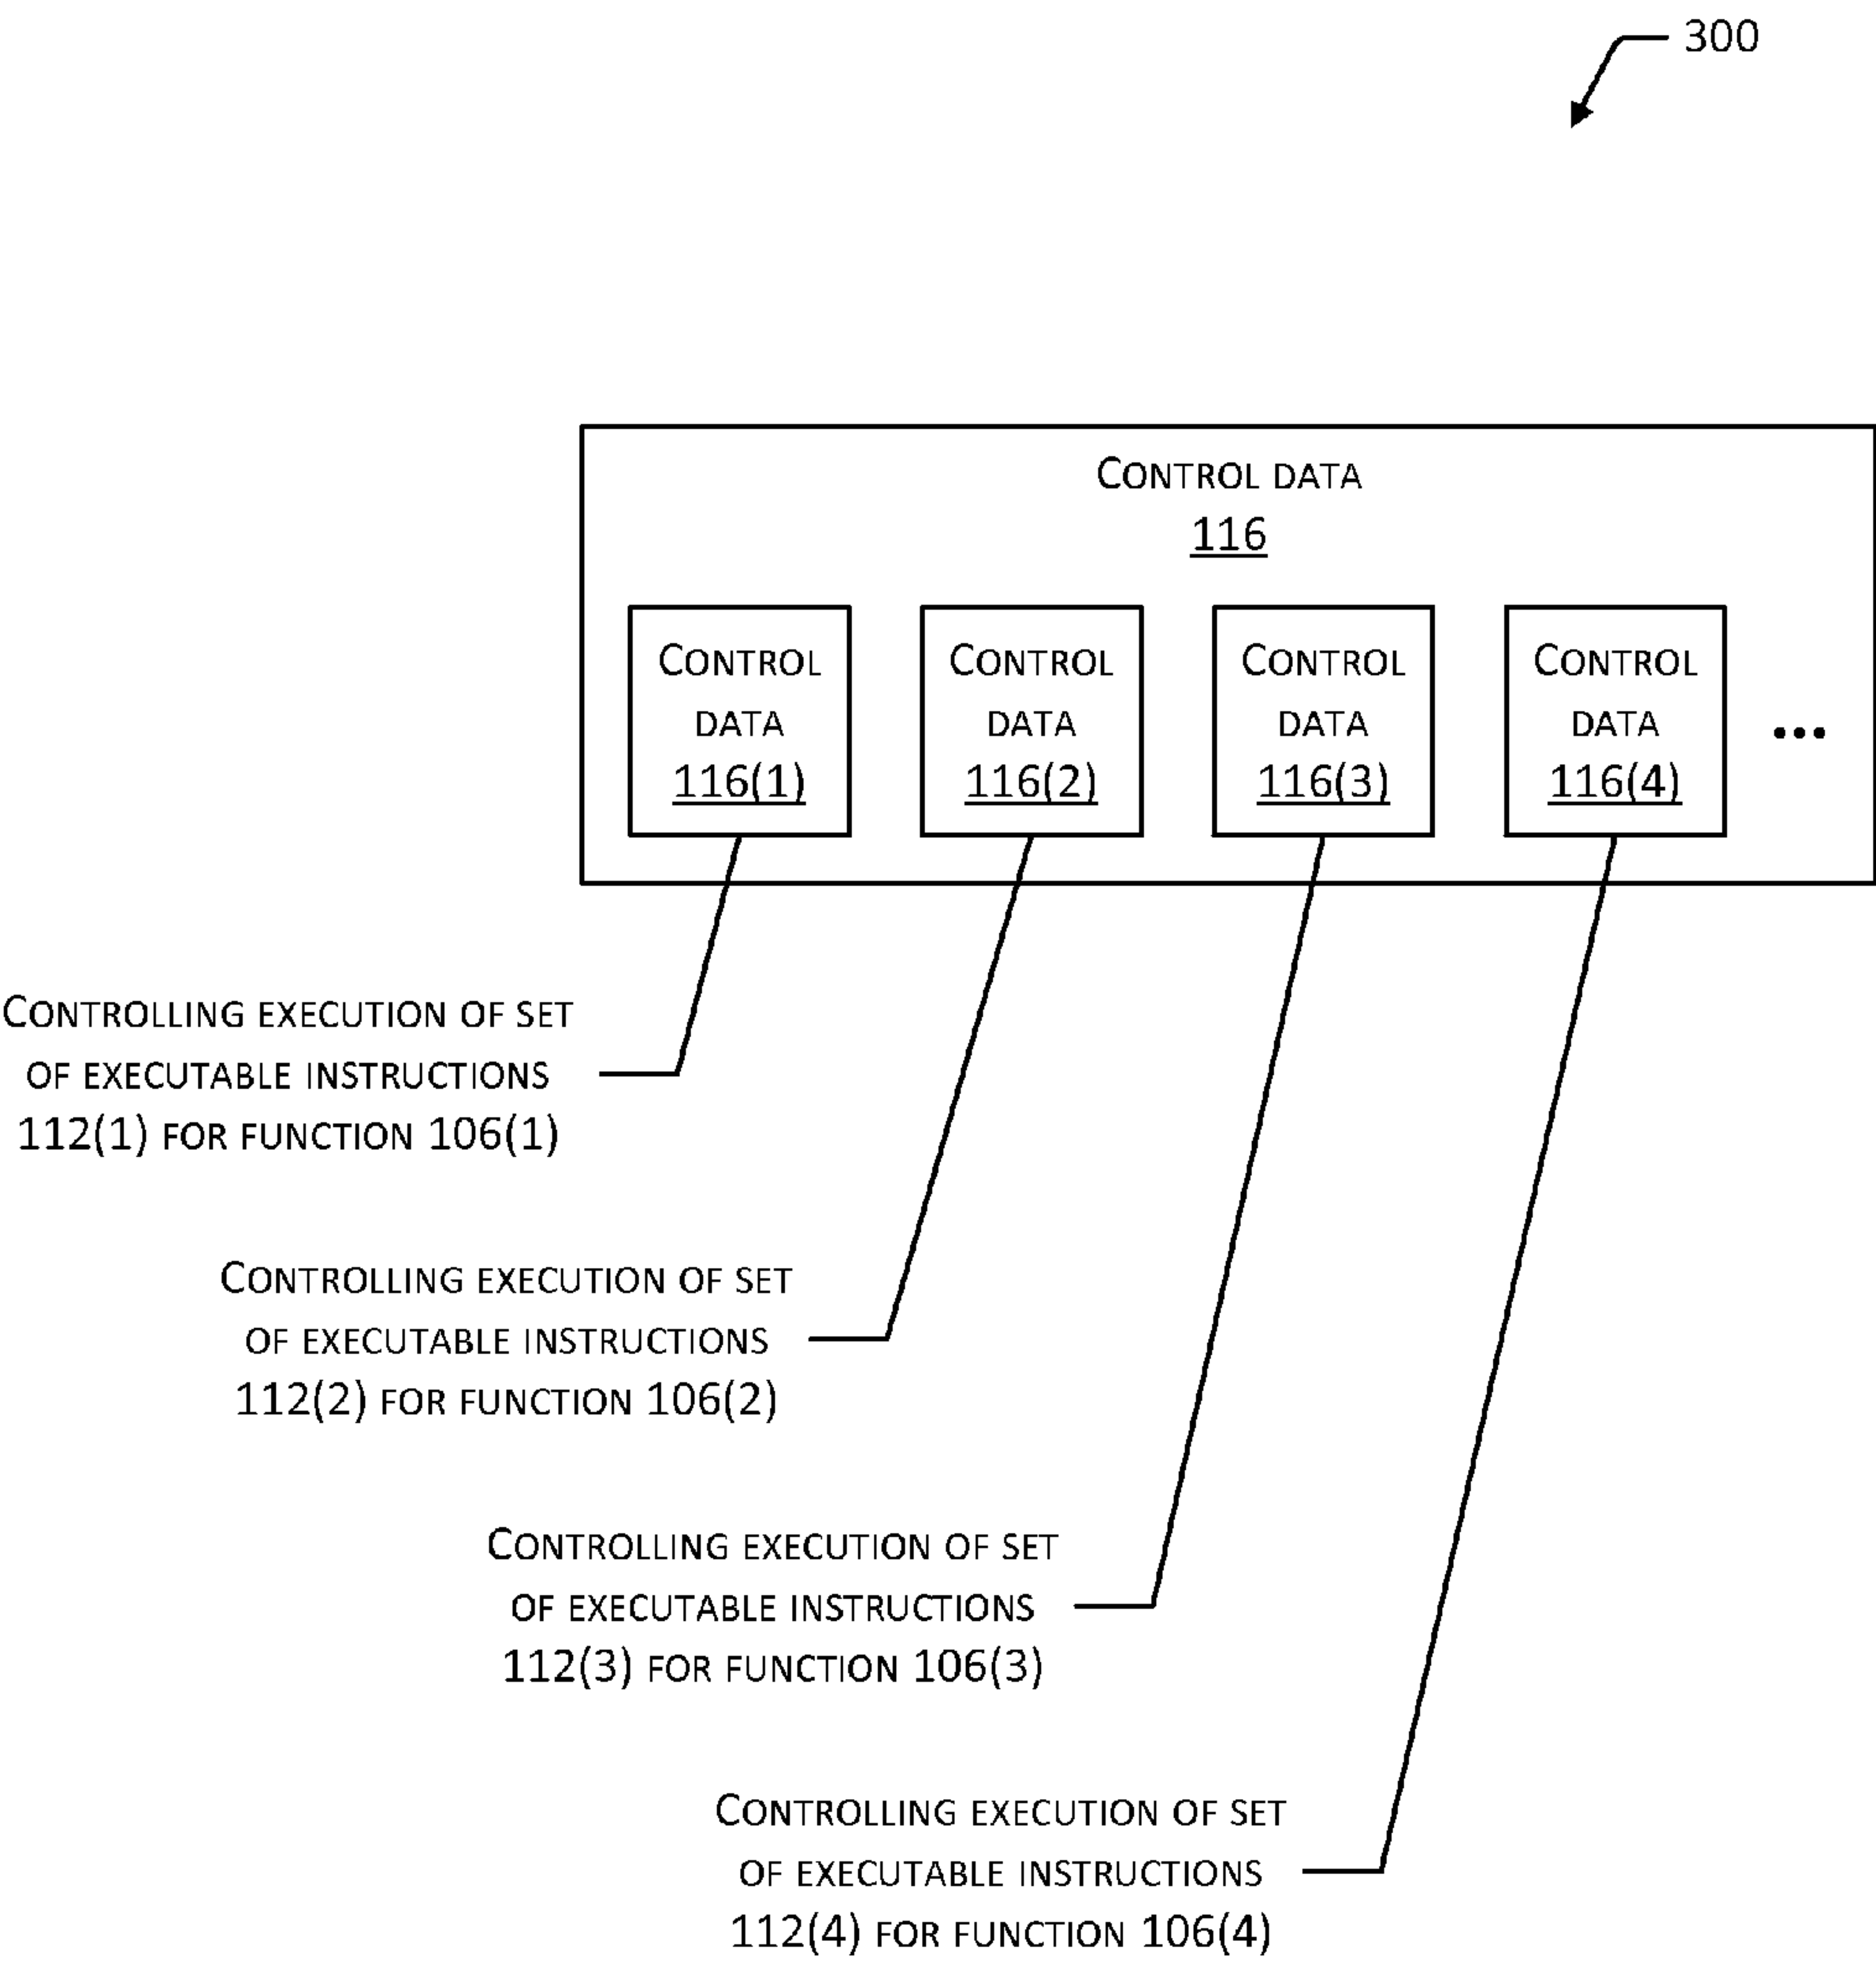 300
CONTROL DATA
116
CONTROL
DATA
116(1)
CONTROL
DATA
116(2)
CONTROL
DATA
116(3)
CONTROL
DATA
116(4)
...
CONTROLLING EXECUTION OF SET
OF EXECUTABLE INSTRUCTIONS
112(1) FOR FUNCTION 106(1)
CONTROLLING EXECUTION OF SET
OF EXECUTABLE INSTRUCTIONS
112(2) FOR FUNCTION 106(2)
CONTROLLING EXECUTION OF SET
OF EXECUTABLE INSTRUCTIONS
112(3) FOR FUNCTION 106(3)
CONTROLLING EXECUTION OF SET
OF EXECUTABLE INSTRUCTIONS
112(4) FOR FUNCTION 106(4)